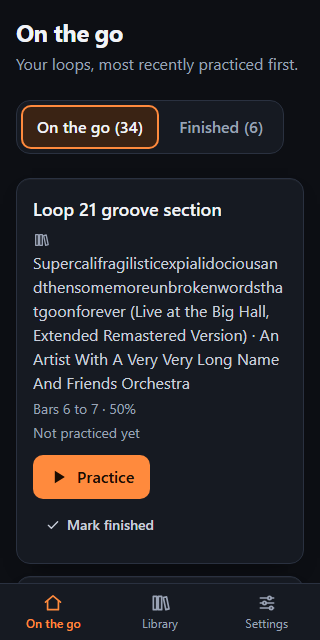 On the go
Your loops, most recently practiced first.
On the go (34)
Finished (6)
Loop 21 groove section
Supercalifragilisticexpialidociousan
dthensomemoreunbrokenwordstha
tgoonforever (Live at the Big Hall,
Extended Remastered Version) · An
Artist With A Very Very Long Name
And Friends Orchestra
Bars 6 to 7 · 50%
Not practiced yet
Practice
Mark finished
On the go
Library
Settings